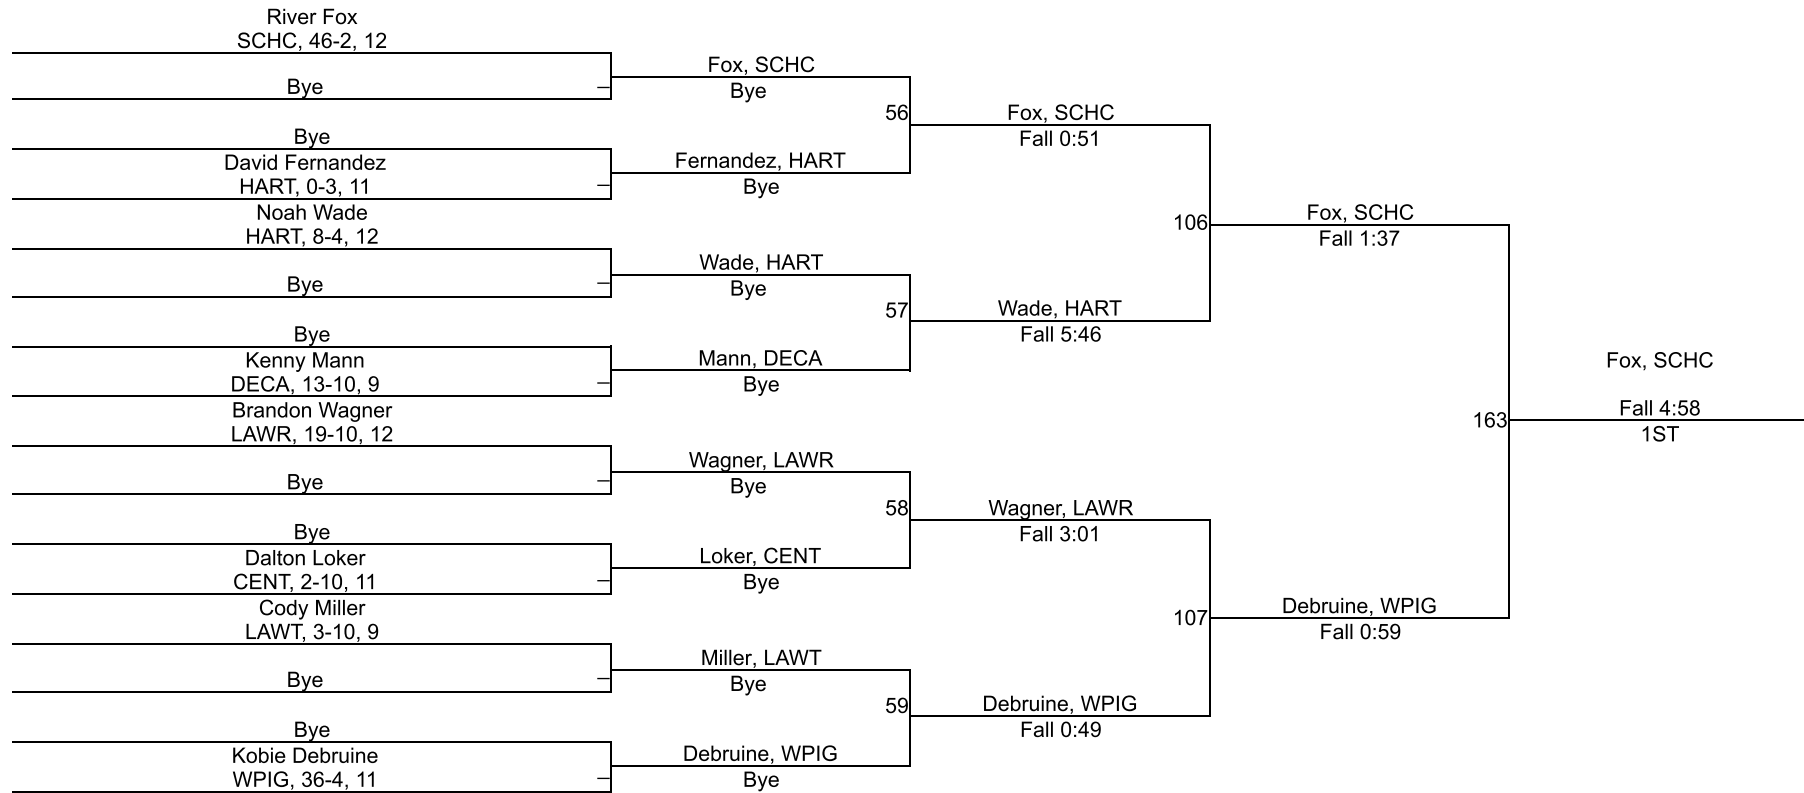 River Fox
SCHC, 46-2, 12
Bye
Bye
David Fernandez
HART, 0-3, 11
Noah Wade
HART, 8-4, 12
Bye
Bye
Kenny Mann
DECA, 13-10, 9
Brandon Wagner
LAWR, 19-10, 12
Bye
Bye
Dalton Loker
CENT, 2-10, 11
Cody Miller
LAWT, 3-10, 9
Bye
Bye
Kobie Debruine
WPIG, 36-4, 11
Fox, SCHC
Bye
56
Fernandez, HART
Bye
Wade, HART
Bye
57
Mann, DECA
Bye
Wagner, LAWR
Bye
58
Loker, CENT
Bye
Miller, LAWT
Bye
59
Debruine, WPIG
Bye
Fox, SCHC
Fall 0:51
106
Wade, HART
Fall 5:46
Wagner, LAWR
Fall 3:01
107
Debruine, WPIG
Fall 0:49
Fox, SCHC
Fall 1:37
163
Debruine, WPIG
Fall 0:59
Fox, SCHC
Fall 4:58
1ST